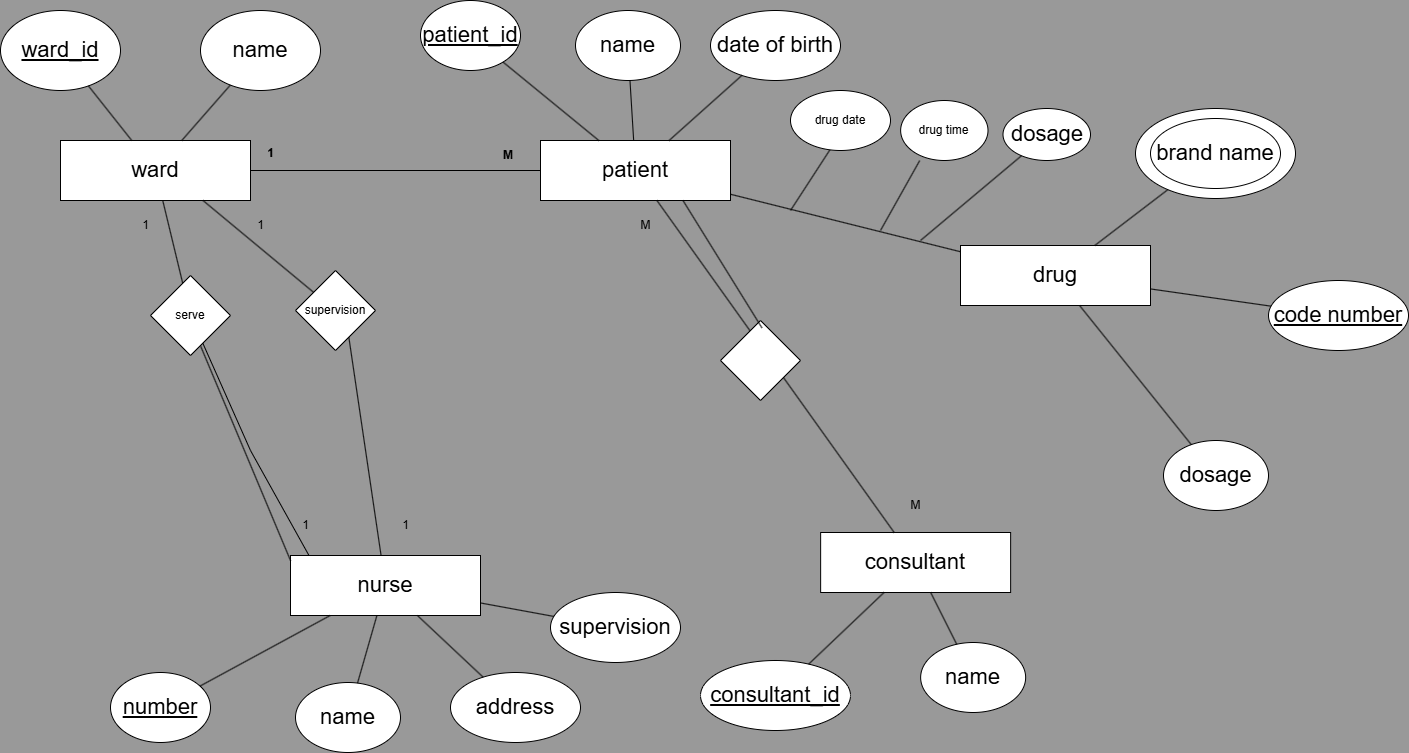 ward_id
name
patient_id
name
date of birth
drug date
drug time
dosage
brand name
ward
1
M
patient
1
1
M
drug
code number
serve
supervision
dosage
M
1
1
nurse
consultant
supervision
number
name
address
consultant_id
name